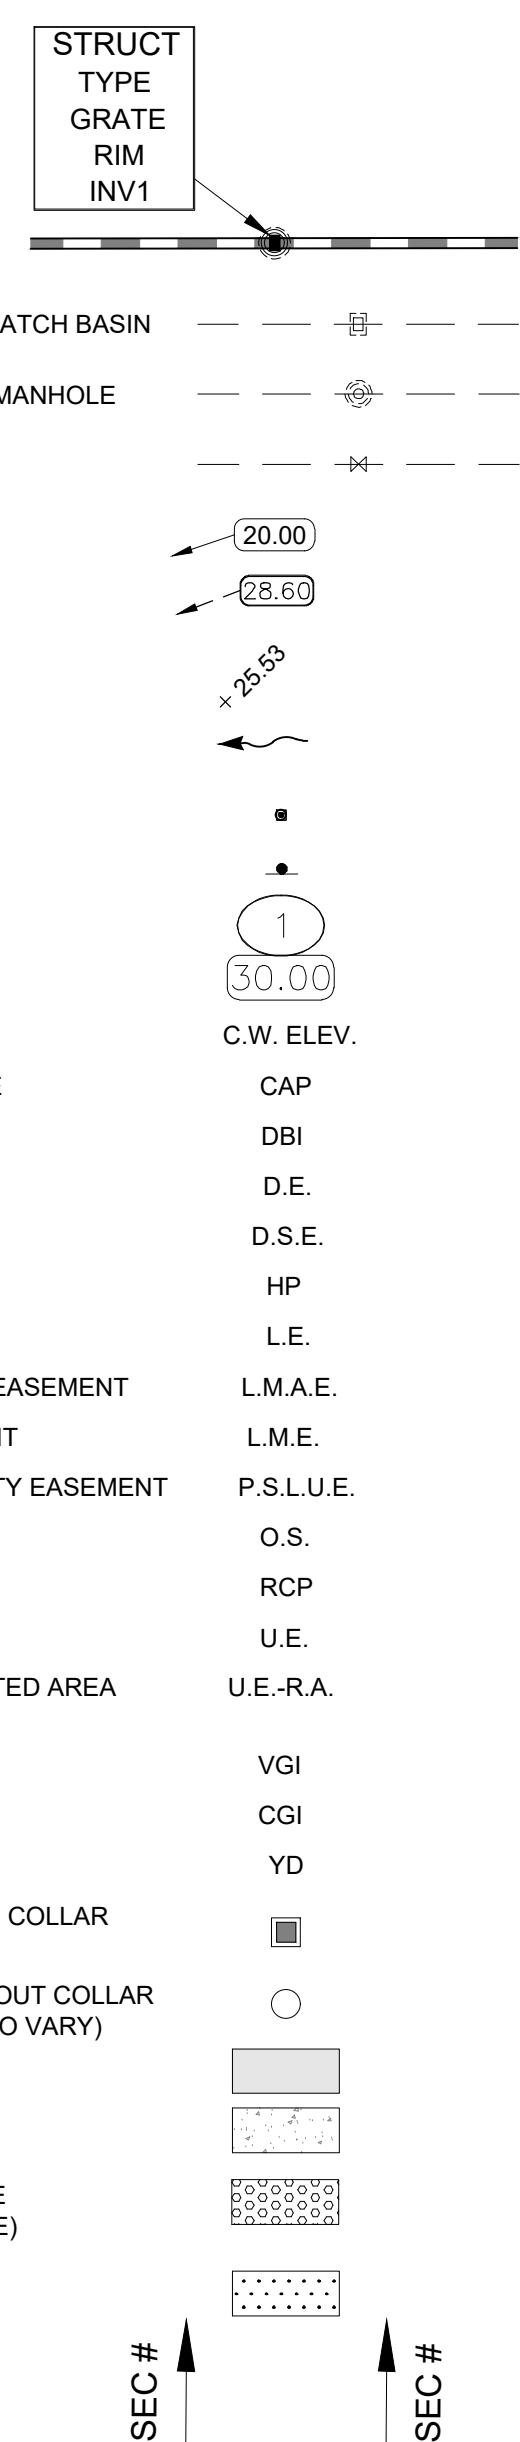 STRUCT
TYPE
GRATE
RIM
INV1
ATCH BASIN
MANHOLE
20.00
28.60
× 25.53
1
30.00
C.W. ELEV.
E CAP
DBI
D.E.
D.S.E.
HP
L.E.
EASEMENT L.M.A.E.
NT L.M.E.
TY EASEMENT P.S.L.U.E.
O.S.
RCP
U.E.
TED AREA U.E.-R.A.
VGI
CGI
YD
COLLAR
OUT COLLAR
O VARY)
E
E)
SEC # SEC #